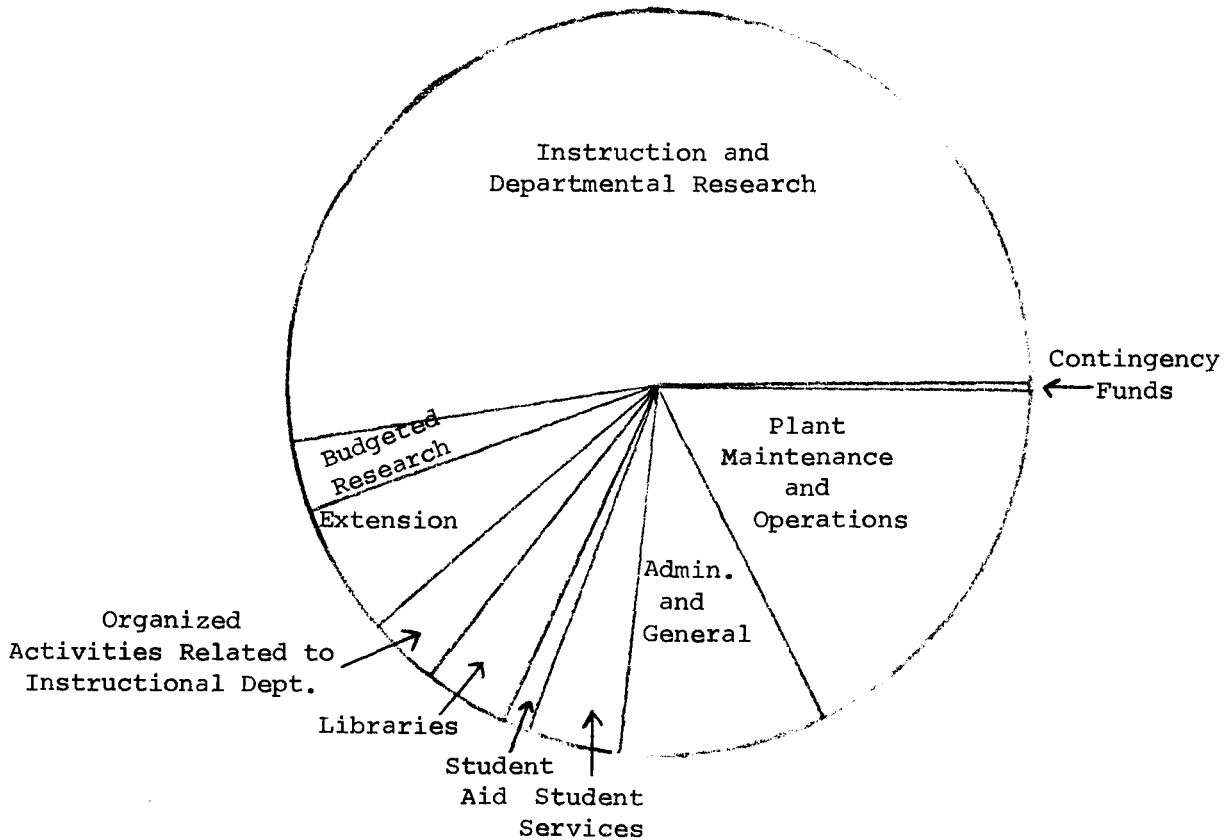 Instruction and
Departmental Research
Contingency
Funds
Plant
Maintenance
and
Operations
Budgeted
Research
Extension
Admin.
and
General
Organized
Activities Related to
Instructional Dept.
Libraries
Student
Aid
Student
Services